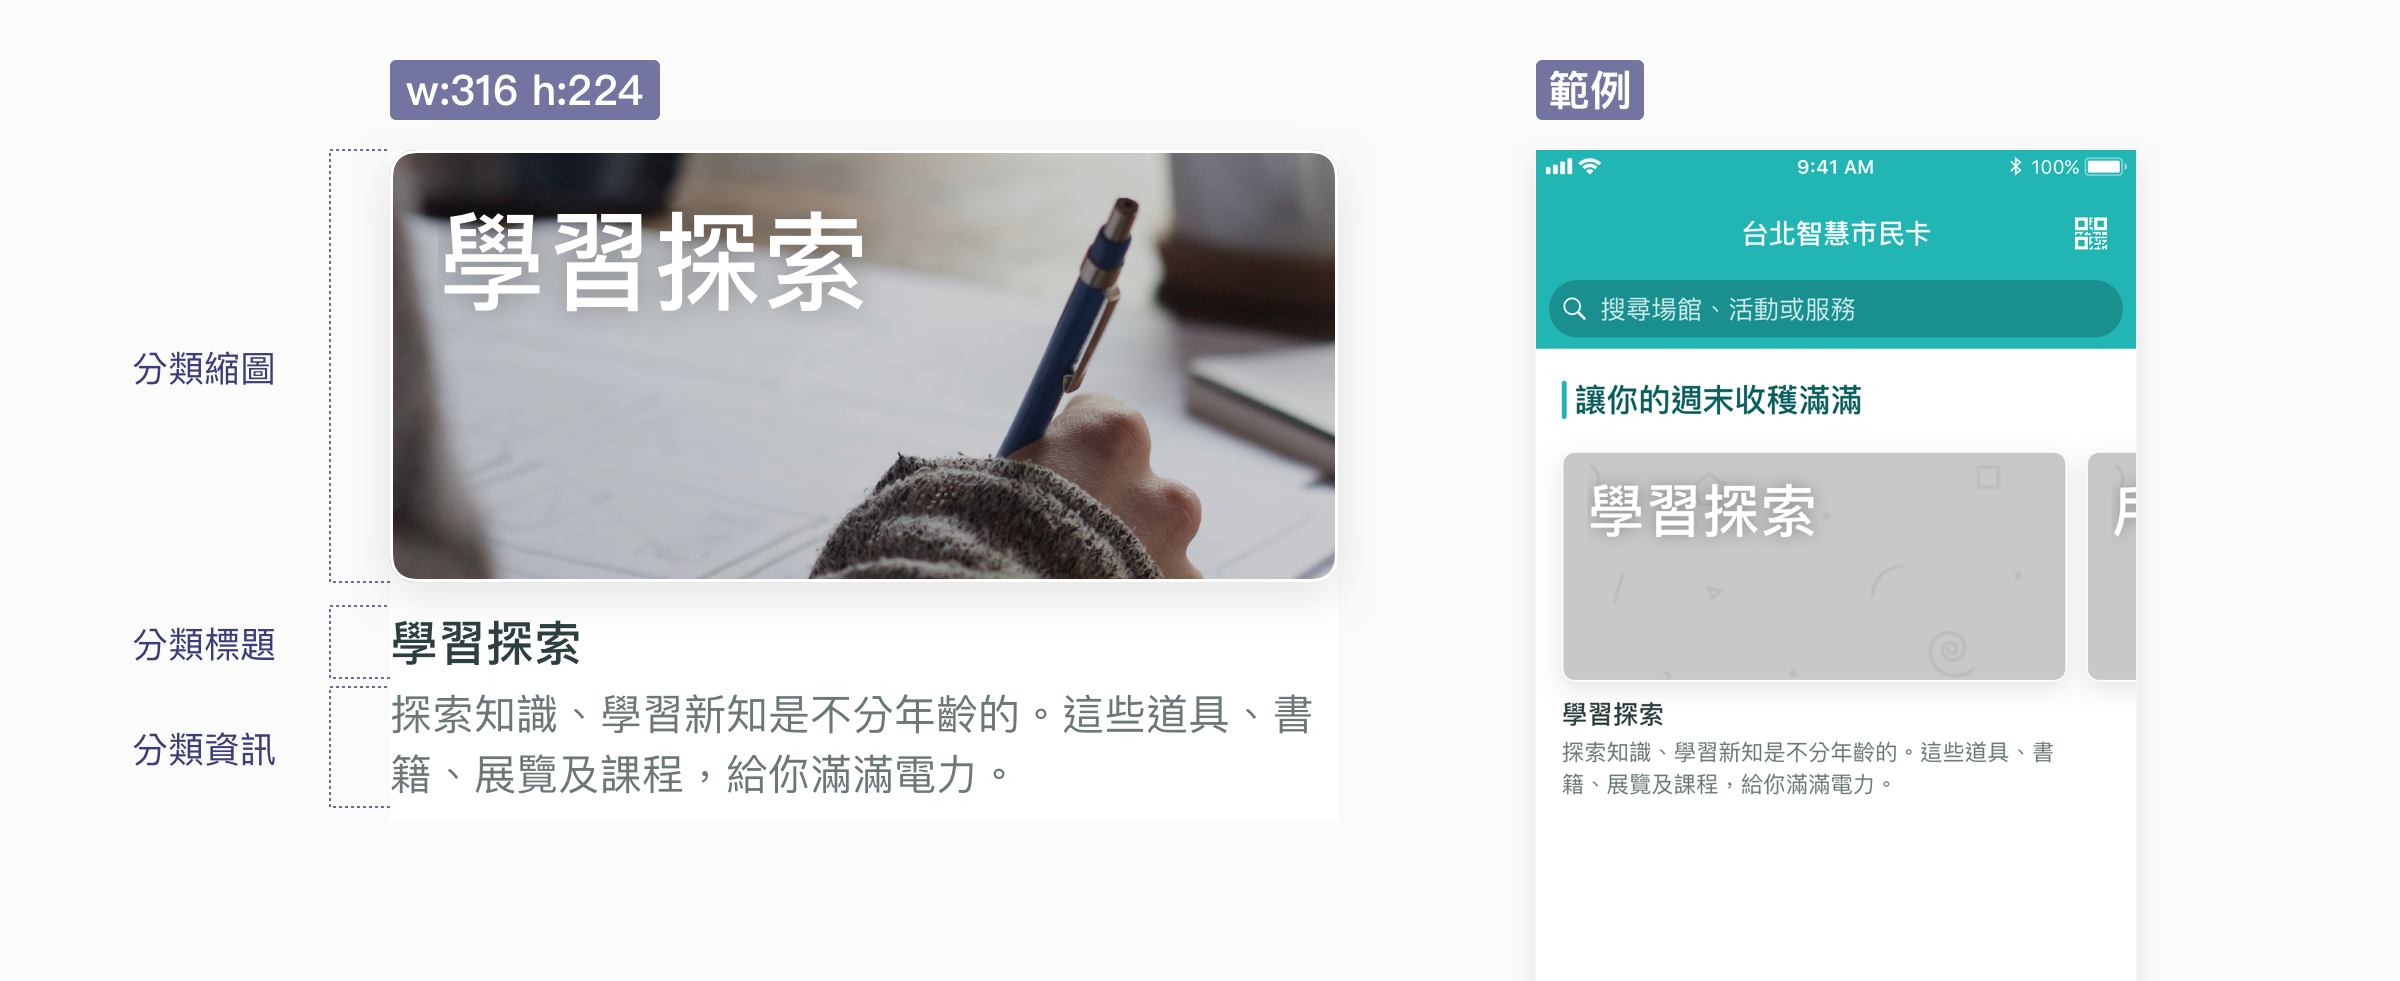 w:316 h:224
學習探索
分類縮圖
分類標題
學習探索
分類資訊
探索知識、學習新知是不分年齡的。這些道具、書
籍、展覽及課程，給你滿滿電力。
範例
9:41 AM
100%
台北智慧市民卡
搜尋場館、活動或服務
讓你的週末收穫滿滿
學習探索
學習探索
探索知識、學習新知是不分年齡的。這些道具、書
籍、展覽及課程，給你滿滿電力。